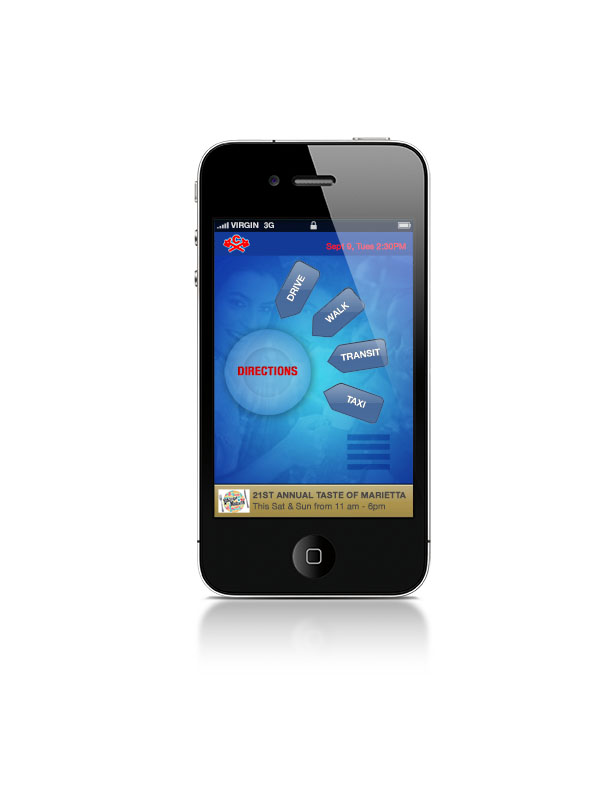 VIRGIN 3G
Sept 9, Tues 2:30PM
DRIVE
WALK
TRANSIT
DIRECTIONS
TAXI
21ST ANNUAL TASTE OF MARIETTA
This Sat & Sun from 11 am - 6pm